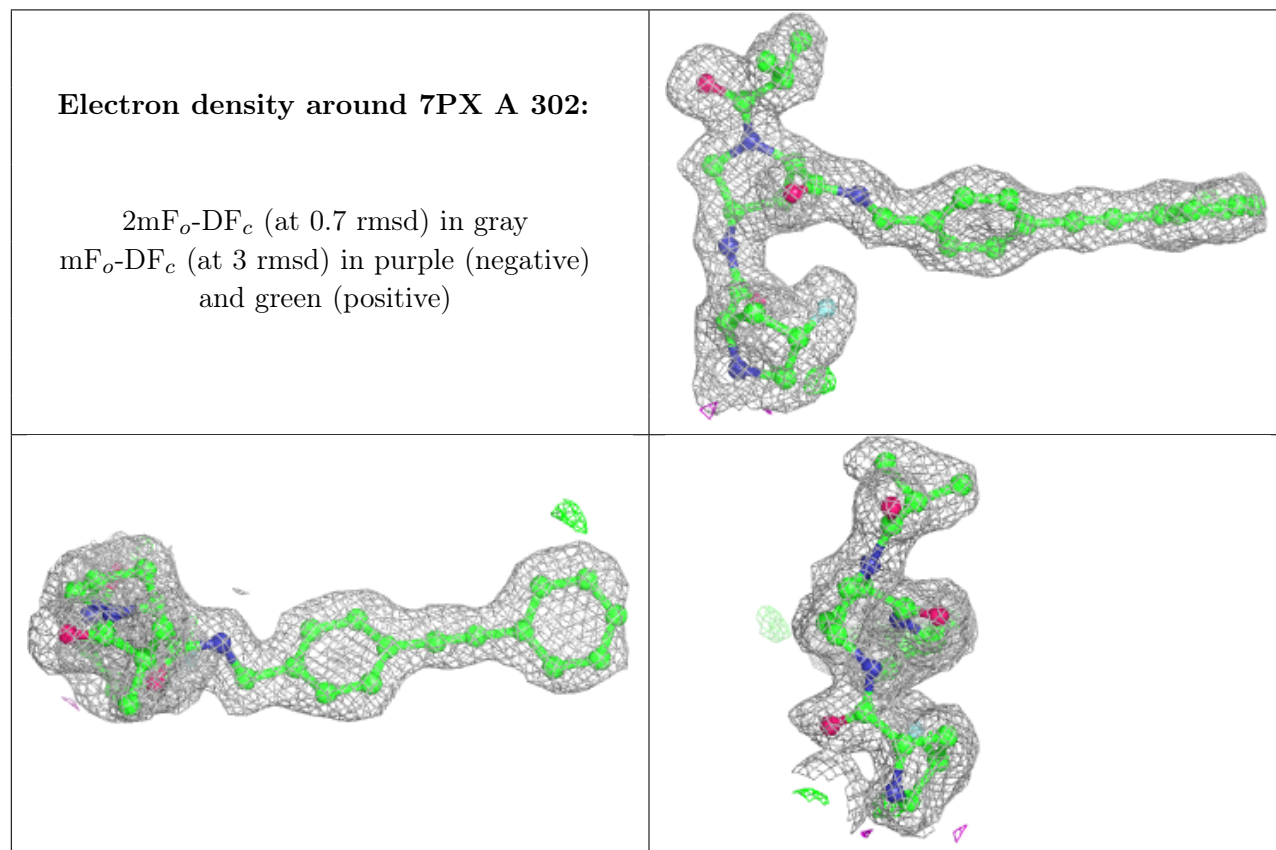 Electron density around 7PX A 302:
2mFo-DFc (at 0.7 rmsd) in gray
mFo-DFc (at 3 rmsd) in purple (negative)
and green (positive)